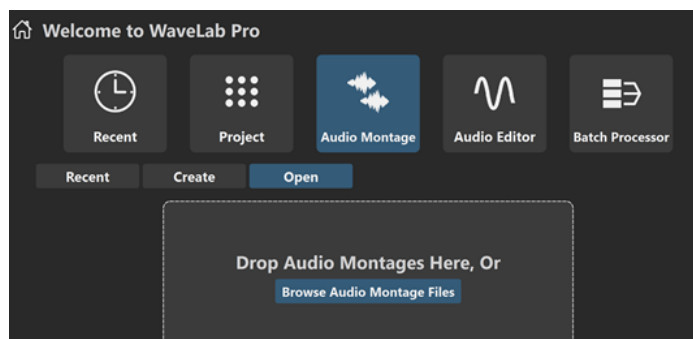 Welcome to WaveLab Pro
Recent Project Audio Montage Audio Editor Batch Processor
Recent Create Open
Drop Audio Montages Here, Or
Browse Audio Montage Files